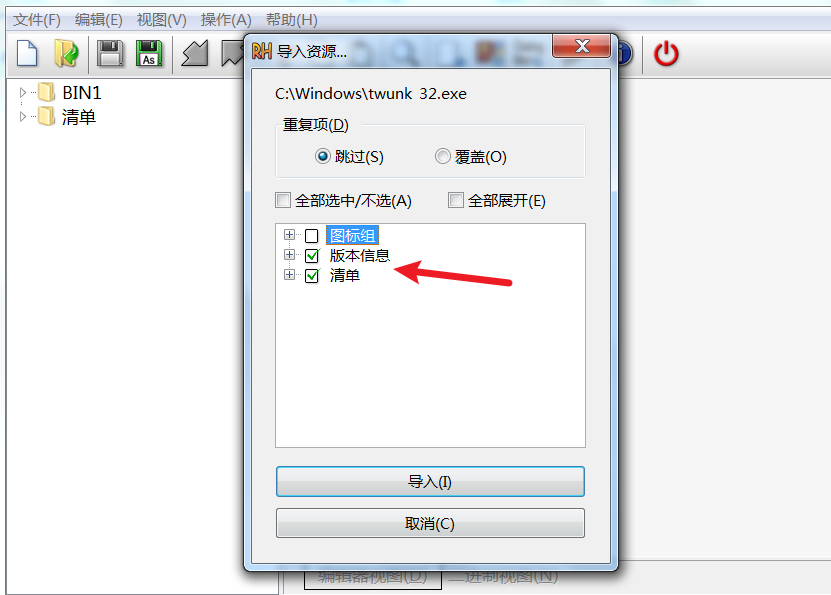 文件(F) 编辑(E) 视图(V) 操作(A) 帮助(H)
As
RH 导入资源...
BIN1
清单
C:\Windows\twunk 32.exe
重复项(D)
跳过(S) 覆盖(O)
全部选中/不选(A) 全部展开(E)
图标组
版本信息
清单
导入(I)
取消(C)
编辑器视图(D) 二进制视图(N)